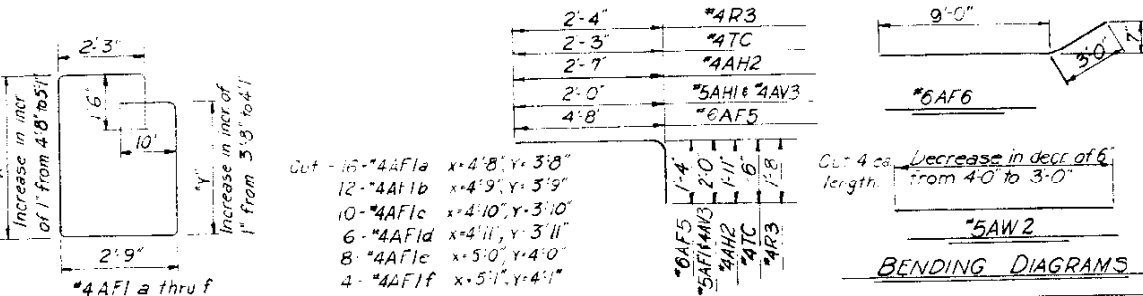 2'-3"
1'-6"
10"
Increase in incr
of 1" from 4'8" to 5'1"
"Y"
Increase in incr. of
1" from 3'8" to 4'1"
2'-9"
#4AF1 a thru f
Cut - 16 - #4AF1a x=4'8", Y=3'8"
12 - #4AF1b x=4'9", Y=3'9"
10 - #4AF1c x=4'10", Y=3'10"
6 - #4AF1d x=4'11", Y=3'11"
8 - #4AF1e x=5'0", Y=4'0"
4 - #4AF1f x=5'1", Y=4'1"
2'-4" #4R3
2'-3" #4TC
2'-7" #4AH2
2'-0" #5AH1 & #4AV3
4'-8" #6AF5
1'-4" #6AF5
2'-0" #5AF1 & #4AV3
1'-11" #4AH2
6" #4TC
1'-8" #4R3
9'-0"
3'-0"
#6AF6
Cut 4 ea.
length.
Decrease in decr. of 6"
from 4'-0" to 3'-0"
#5AW2
BENDING DIAGRAMS